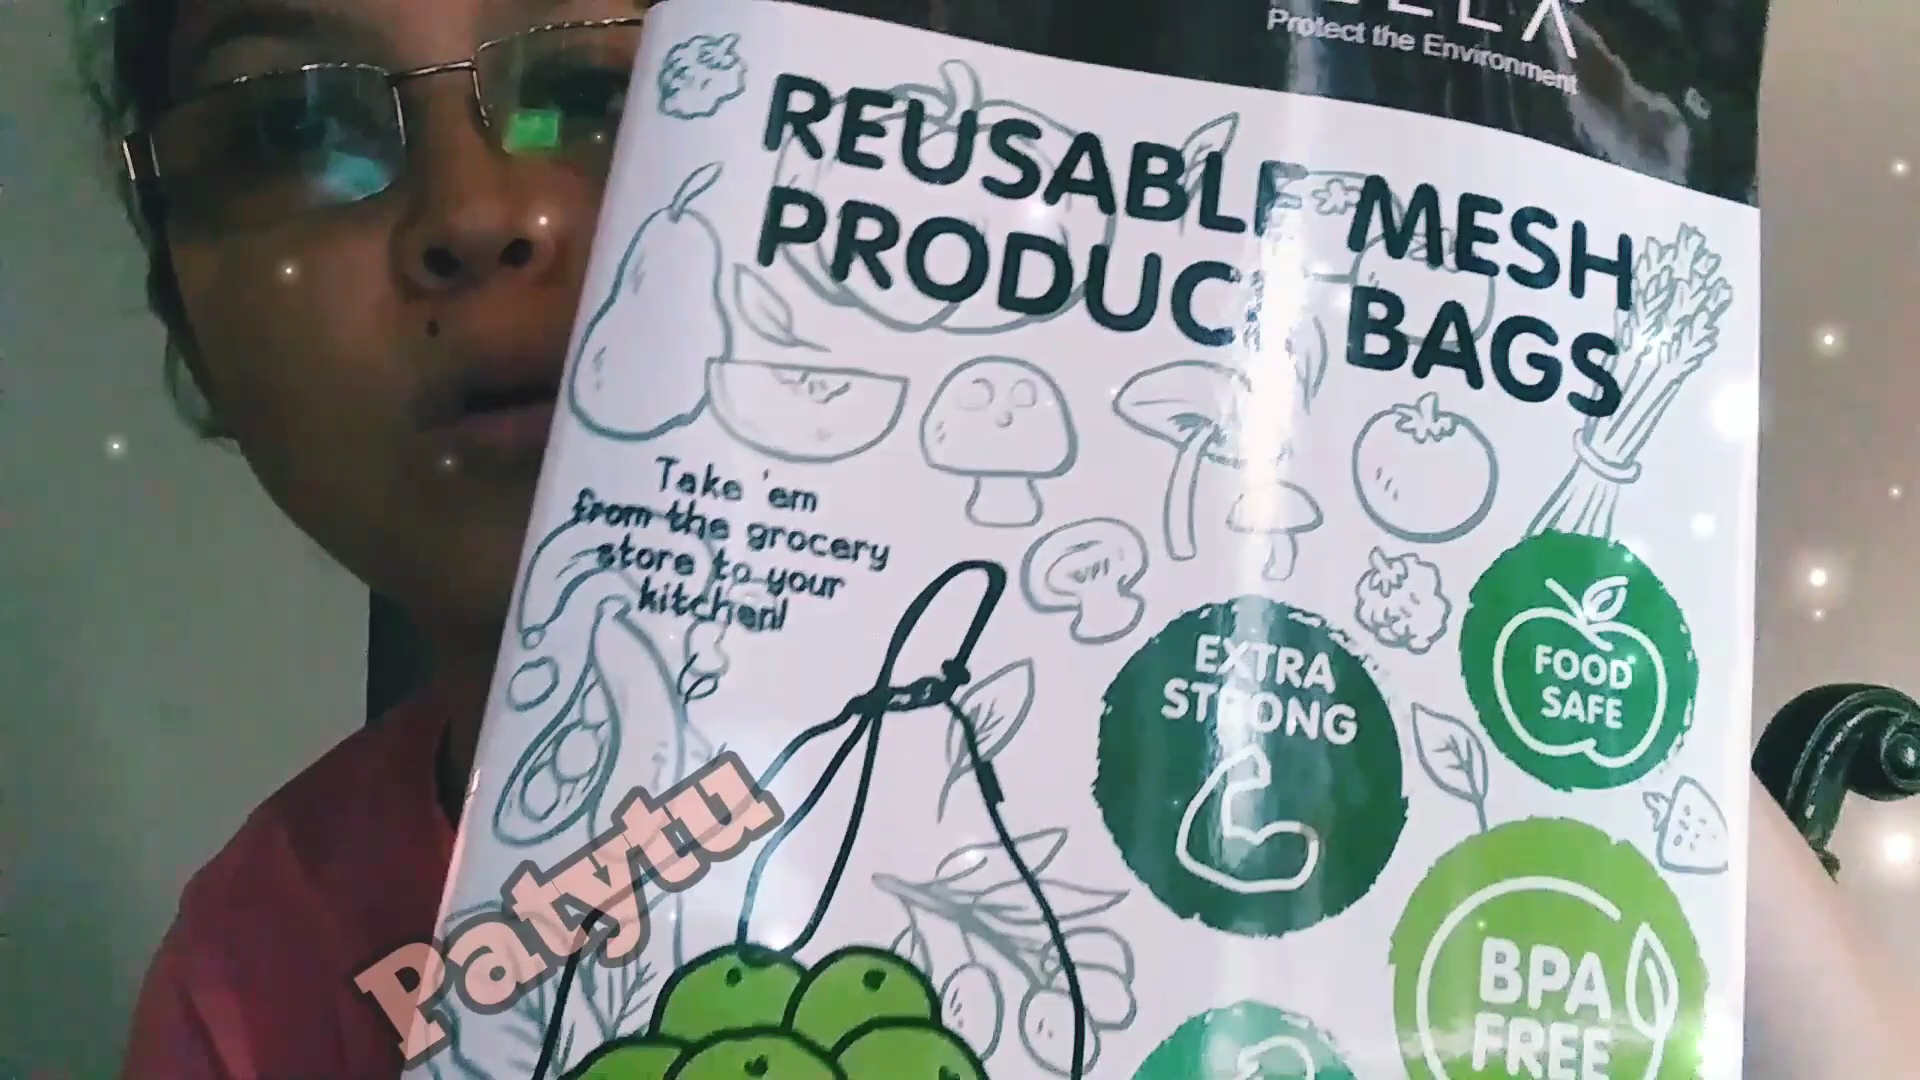 Protect the Environment
REUSABLE MESH
PRODUCE BAGS
Take 'em
from the grocery
store to your
kitchen!
EXTRA
STRONG
FOOD
SAFE
BPA
FREE
Patytu